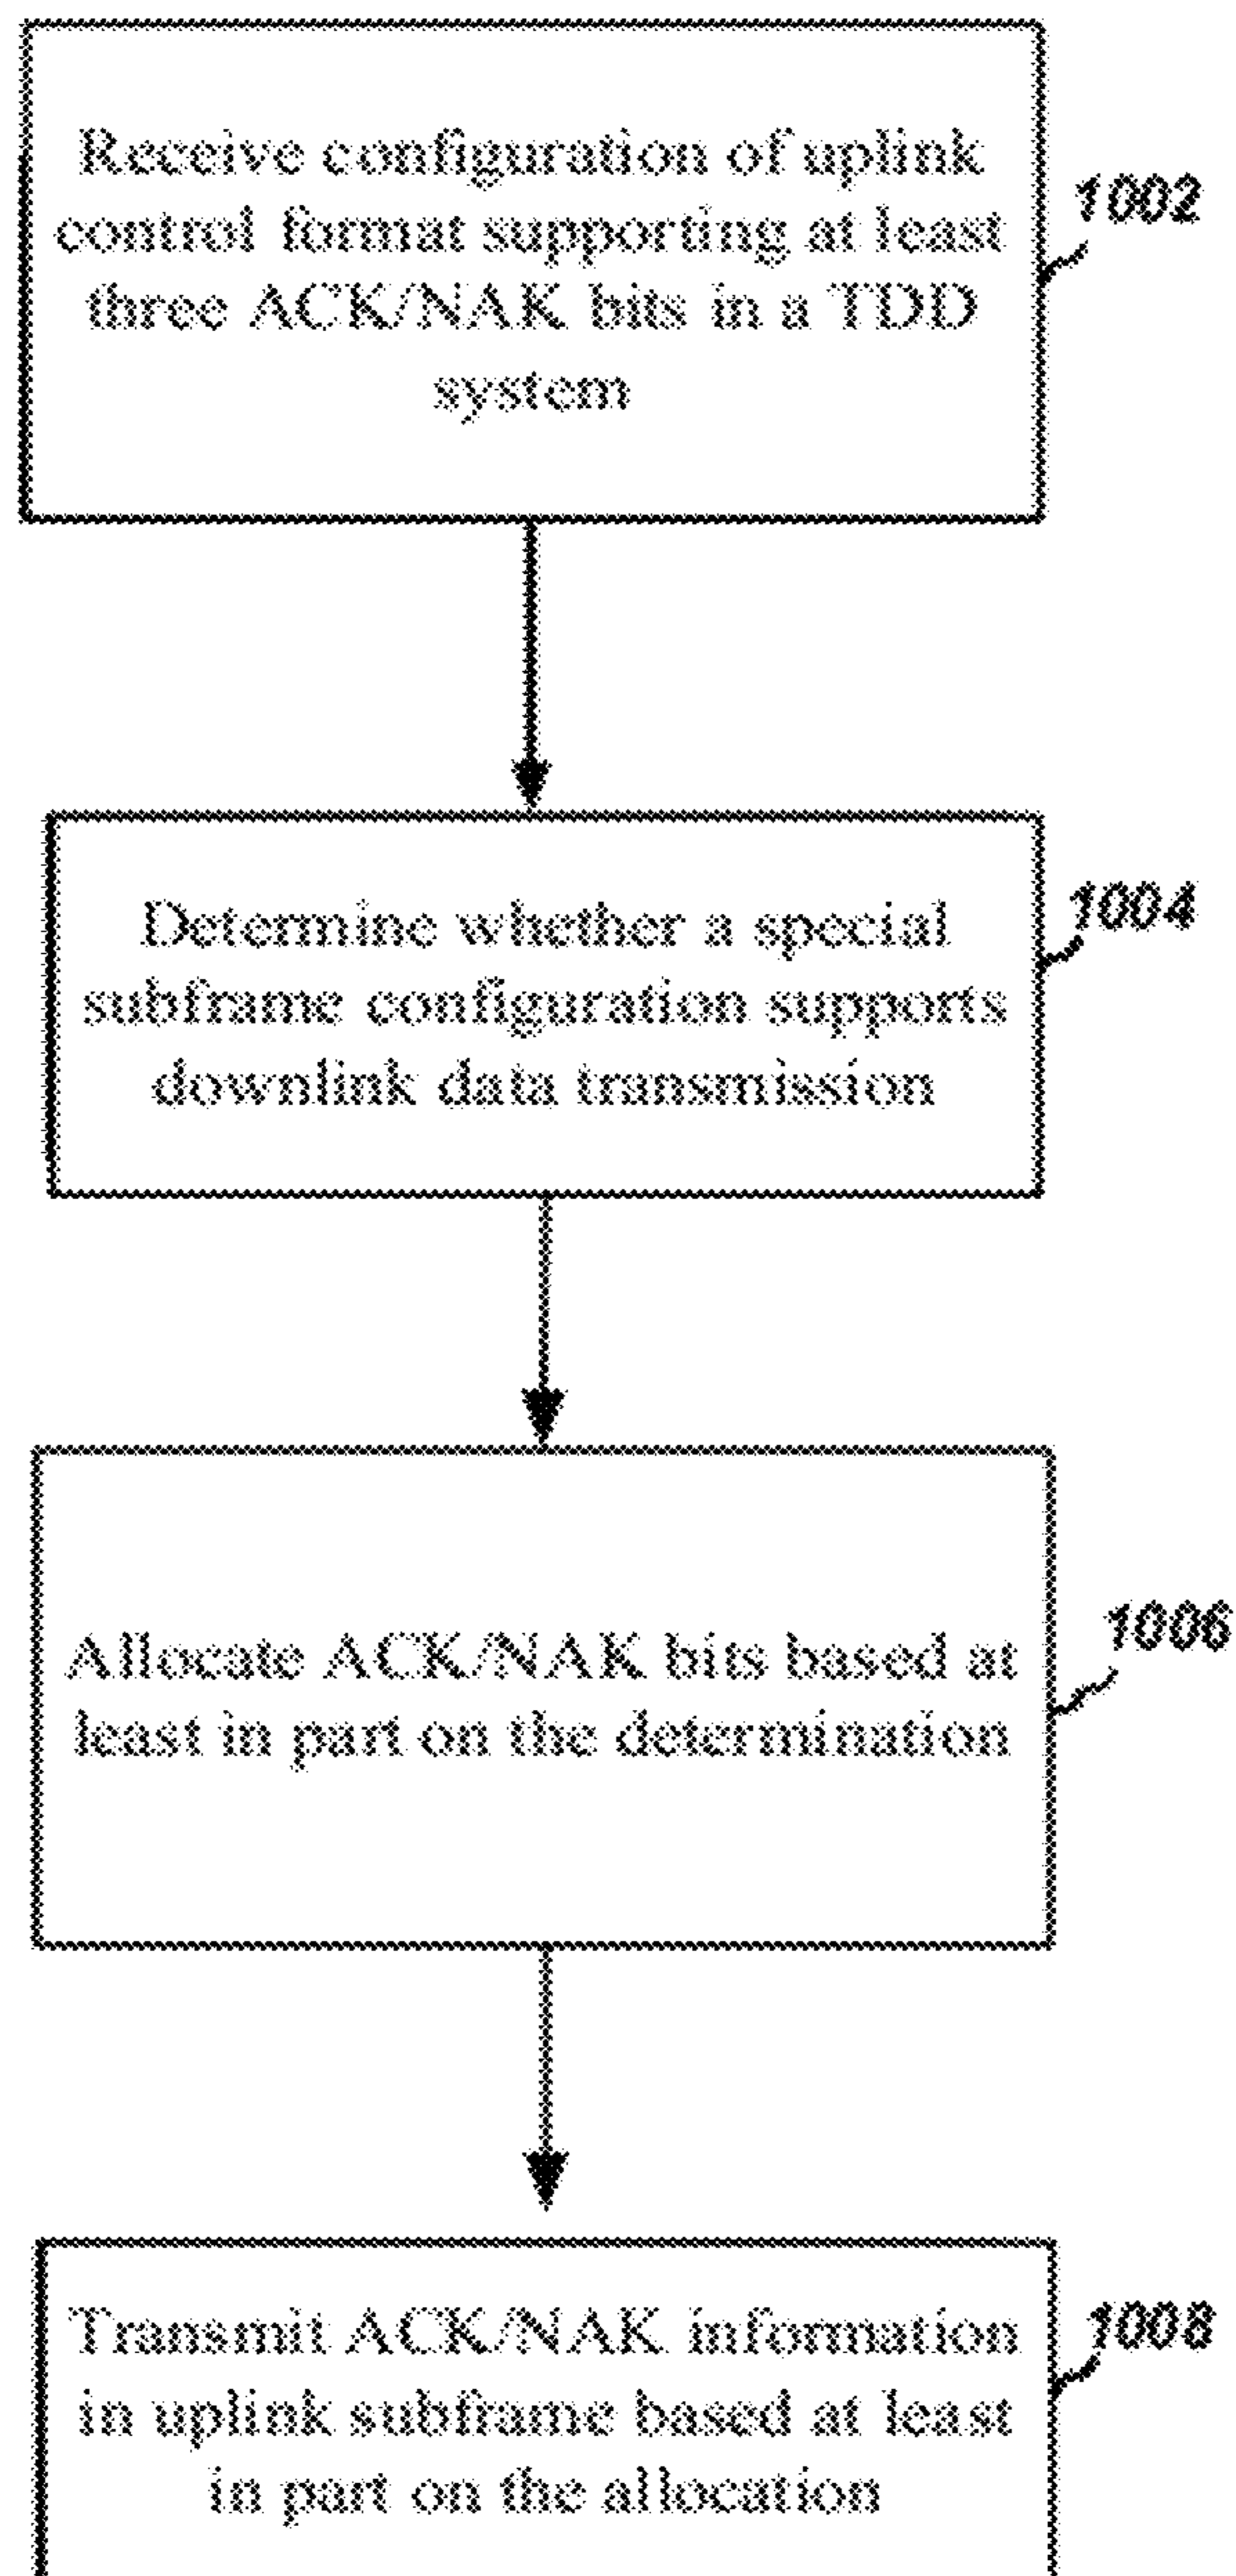 Receive configuration of uplink
control format supporting at least
three ACK/NAK bits in a TDD
system
1002
Determine whether a special
subframe configuration supports
downlink data transmission
1004
Allocate ACK/NAK bits based at
least in part on the determination
1006
Transmit ACK/NAK information
in uplink subframe based at least
in part on the allocation
1008